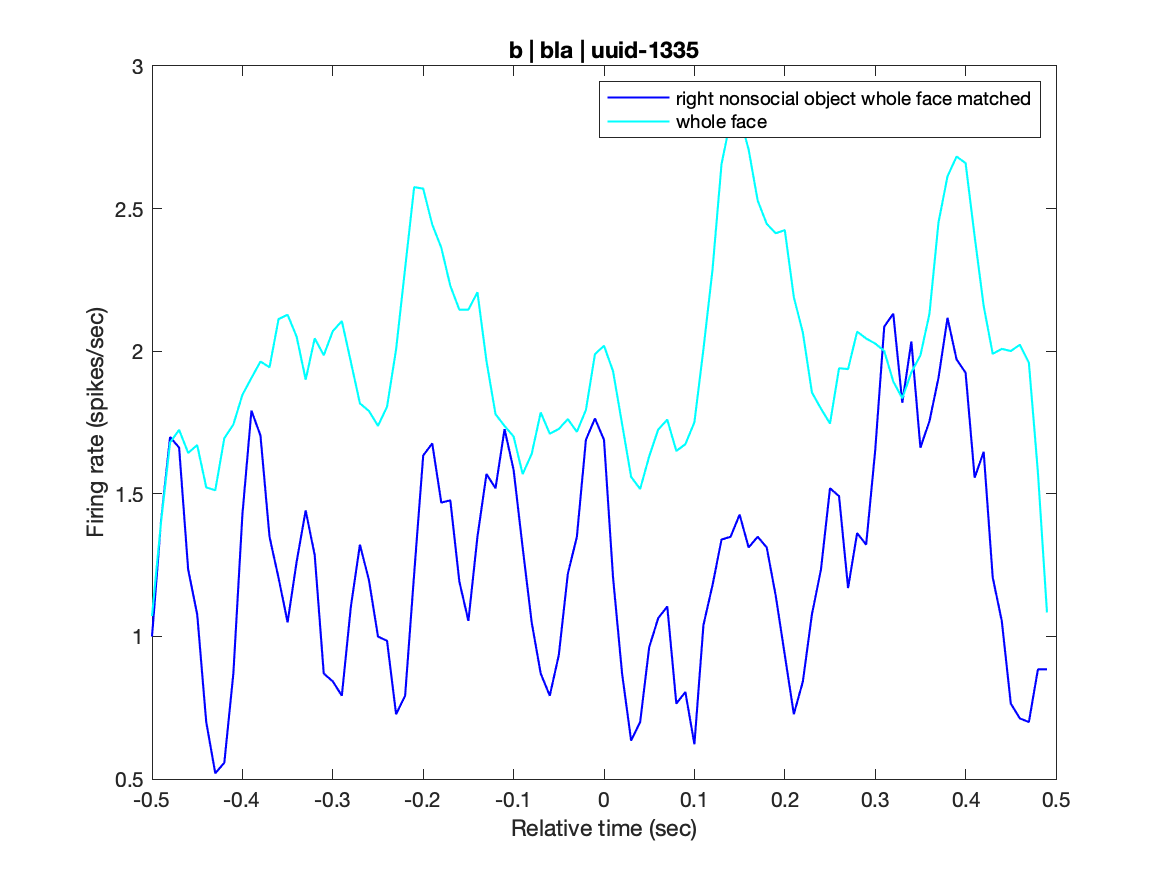 b | bla | uuid-1335
right nonsocial object whole face matched
whole face
3
2.5
2
1.5
1
0.5
Firing rate (spikes/sec)
-0.5 -0.4 -0.3 -0.2 -0.1 0 0.1 0.2 0.3 0.4 0.5
Relative time (sec)